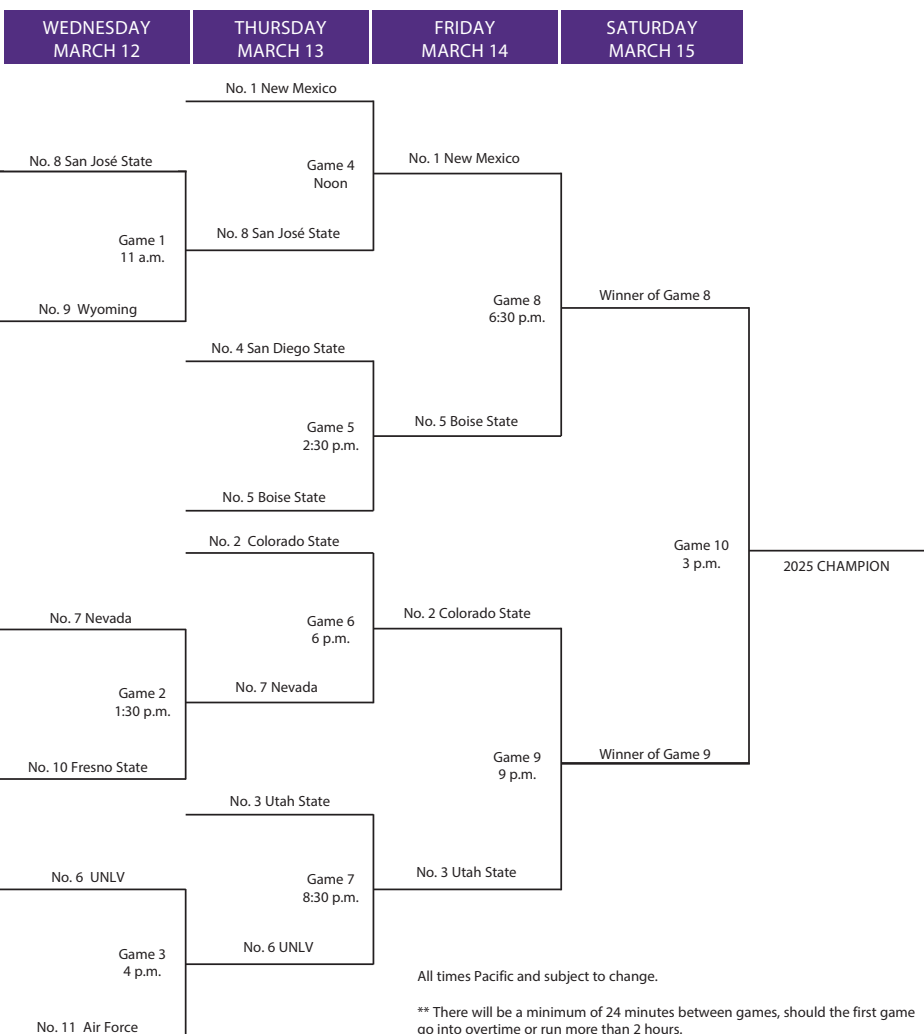 WEDNESDAY
MARCH 12
THURSDAY
MARCH 13
FRIDAY
MARCH 14
SATURDAY
MARCH 15
No. 8 San José State
Game 1
11 a.m.
No. 9 Wyoming
No. 7 Nevada
Game 2
1:30 p.m.
No. 10 Fresno State
No. 6 UNLV
Game 3
4 p.m.
No. 11 Air Force
No. 1 New Mexico
Game 4
Noon
No. 8 San José State
No. 4 San Diego State
Game 5
2:30 p.m.
No. 5 Boise State
No. 2 Colorado State
Game 6
6 p.m.
No. 7 Nevada
No. 3 Utah State
Game 7
8:30 p.m.
No. 6 UNLV
No. 1 New Mexico
Game 8
6:30 p.m.
No. 5 Boise State
No. 2 Colorado State
Game 9
9 p.m.
No. 3 Utah State
Winner of Game 8
Game 10
3 p.m.
Winner of Game 9
2025 CHAMPION
All times Pacific and subject to change.
** There will be a minimum of 24 minutes between games, should the first game
go into overtime or run more than 2 hours.